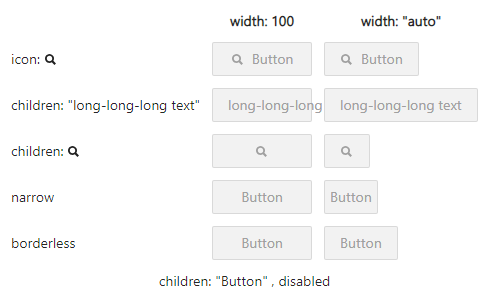 width: 100 width: "auto"
icon: Button Button
children: "long-long-long text" long-long-long long-long-long text
children:
narrow Button Button
borderless Button Button
children: "Button" , disabled